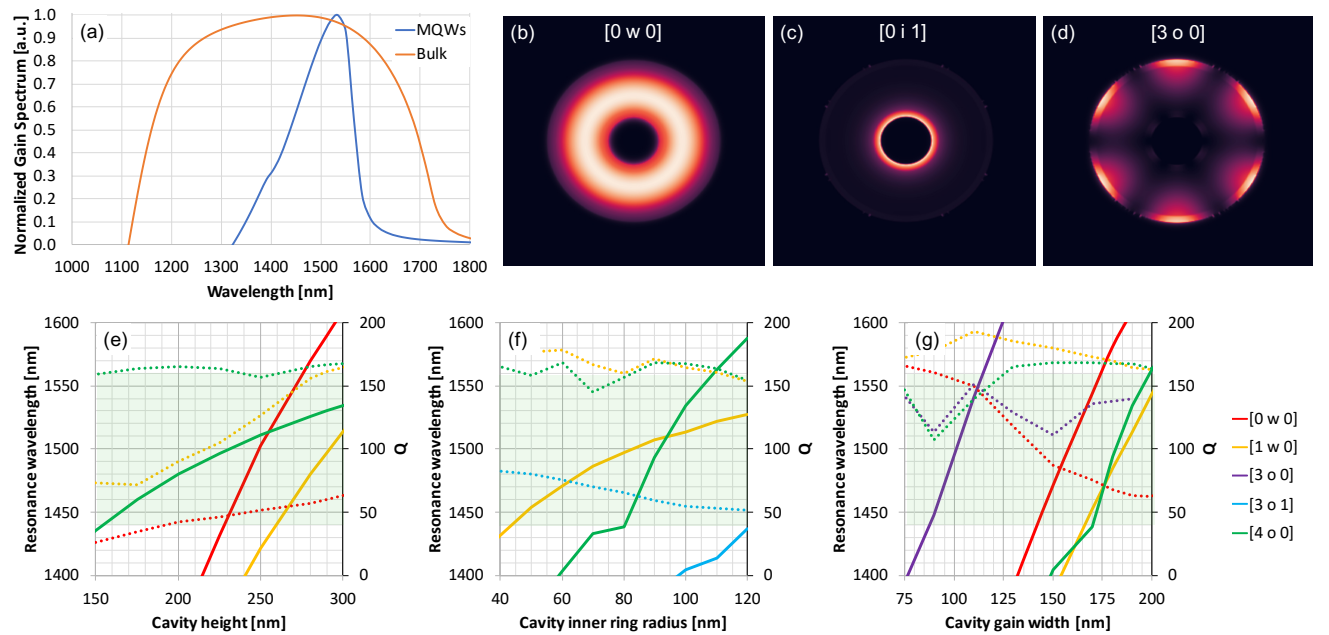 (a)
MQWs
Bulk
Normalized Gain Spectrum [a.u.]
1.0
0.9
0.8
0.7
0.6
0.5
0.4
0.3
0.2
0.1
0.0
1000 1100 1200 1300 1400 1500 1600 1700 1800
Wavelength [nm]
(b) [0 w 0]
(c) [0 i 1]
(d) [3 o 0]
(e)
Resonance wavelength [nm]
1600
1550
1500
1450
1400
200
150
100
50
0
Q
150 200 250 300
Cavity height [nm]
(f)
Resonance wavelength [nm]
1600
1550
1500
1450
1400
200
150
100
50
0
Q
40 60 80 100 120
Cavity inner ring radius [nm]
(g)
Resonance wavelength [nm]
1600
1550
1500
1450
1400
200
150
100
50
0
Q
75 100 125 150 175 200
Cavity gain width [nm]
[0 w 0]
[1 w 0]
[3 o 0]
[3 o 1]
[4 o 0]